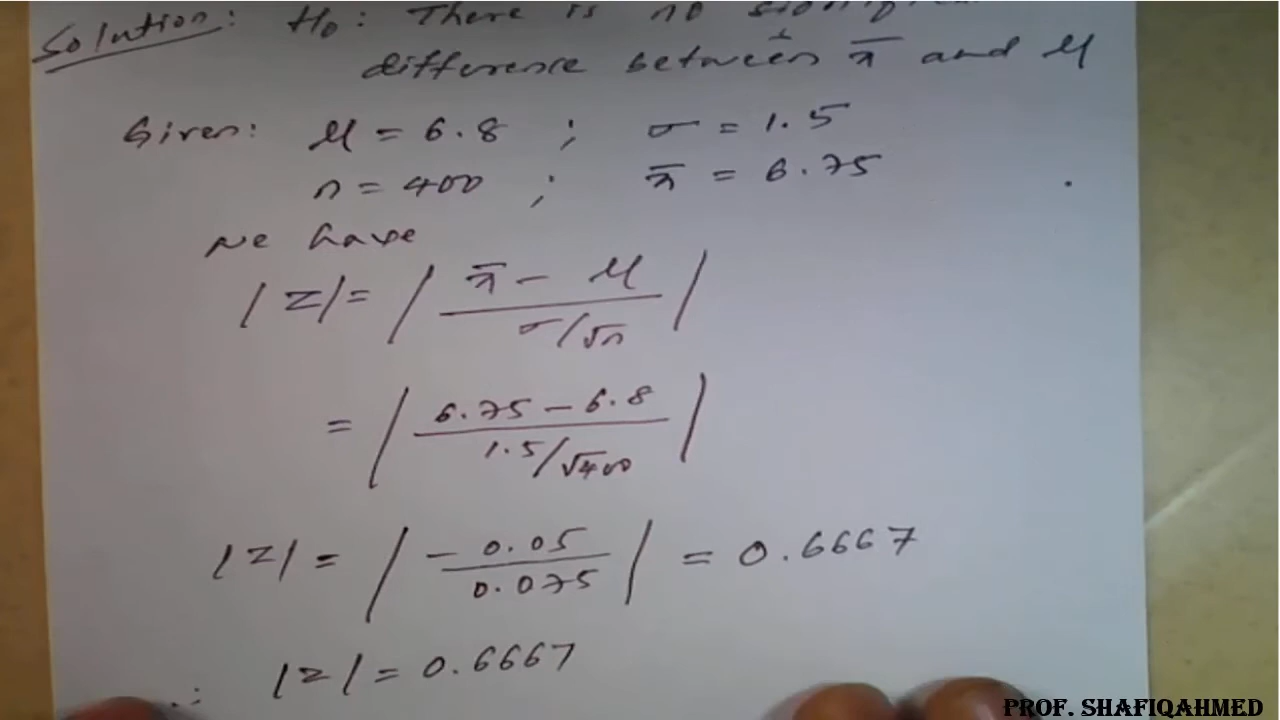 Solution: H₀: There is no significant
difference between x̄ and μ
Given: μ = 6.8 ; σ = 1.5
n = 400 ; x̄ = 6.75
We have
|Z| = | x̄ - μ / σ/√n |
= | 6.75 - 6.8 / 1.5/√400 |
|Z| = | - 0.05 / 0.075 | = 0.6667
∴ |Z| = 0.6667
PROF. SHAFIQAHMED